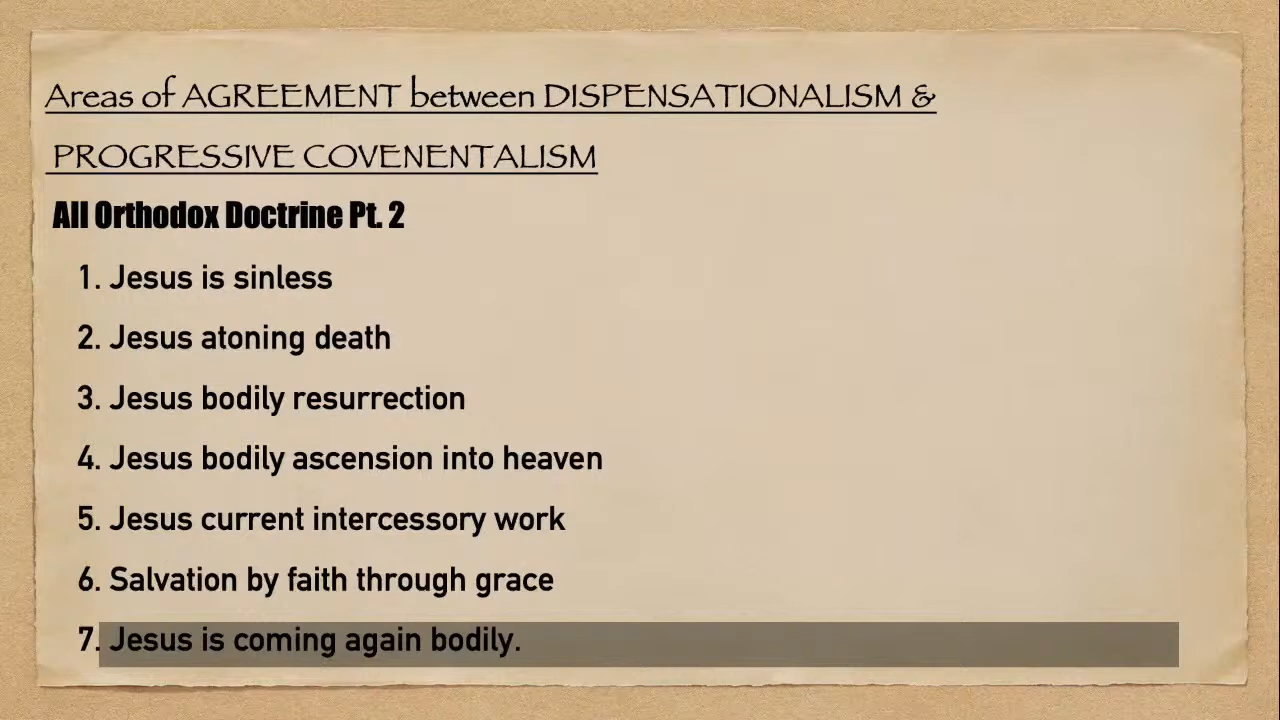 Areas of AGREEMENT between DISPENSATIONALISM &
PROGRESSIVE COVENENTALISM
All Orthodox Doctrine Pt. 2
1. Jesus is sinless
2. Jesus atoning death
3. Jesus bodily resurrection
4. Jesus bodily ascension into heaven
5. Jesus current intercessory work
6. Salvation by faith through grace
7. Jesus is coming again bodily.